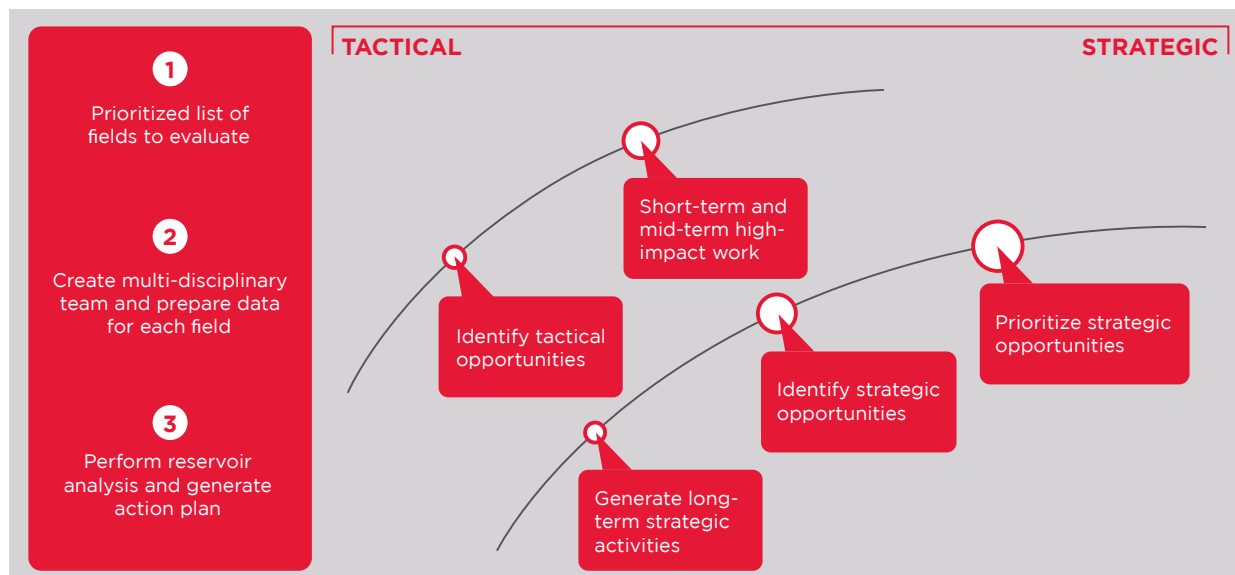 1
Prioritized list of
fields to evaluate
2
Create multi-disciplinary
team and prepare data
for each field
3
Perform reservoir
analysis and generate
action plan
TACTICAL
STRATEGIC
Short-term and
mid-term high-
impact work
Identify tactical
opportunities
Prioritize strategic
opportunities
Identify strategic
opportunities
Generate long-
term strategic
activities